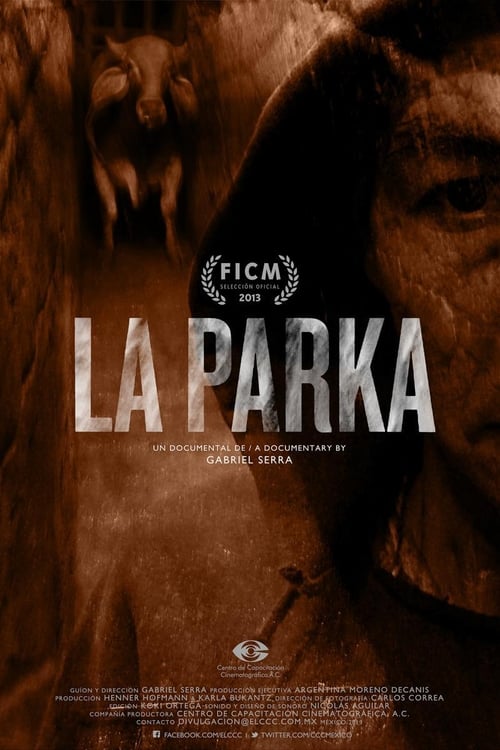 FICM
SELECCIÓN OFICIAL
2013
LA PARKA
UN DOCUMENTAL DE / A DOCUMENTARY BY
GABRIEL SERRA
Centro de Capacitación
Cinematográfica, A.C.
GUIÓN Y DIRECCIÓN GABRIEL SERRA PRODUCCIÓN EJECUTIVA ARGENTINA MORENO DECANIS
PRODUCCIÓN HENNER HOFMANN & KARLA BUKANTZ DIRECCIÓN DE FOTOGRAFÍA CARLOS CORREA
EDICIÓN KOKI ORTEGA SONIDO Y DISEÑO DE SONIDO NICOLAS AGUILAR
COMPAÑÍA PRODUCTORA CENTRO DE CAPACITACIÓN CINEMATOGRÁFICA, A.C.
CONTACTO DIVULGACION@ELCCC.COM.MX MEXICO 2013
FACEBOOK.COM/ELCCC | TWITTER.COM/CCCMEXICO